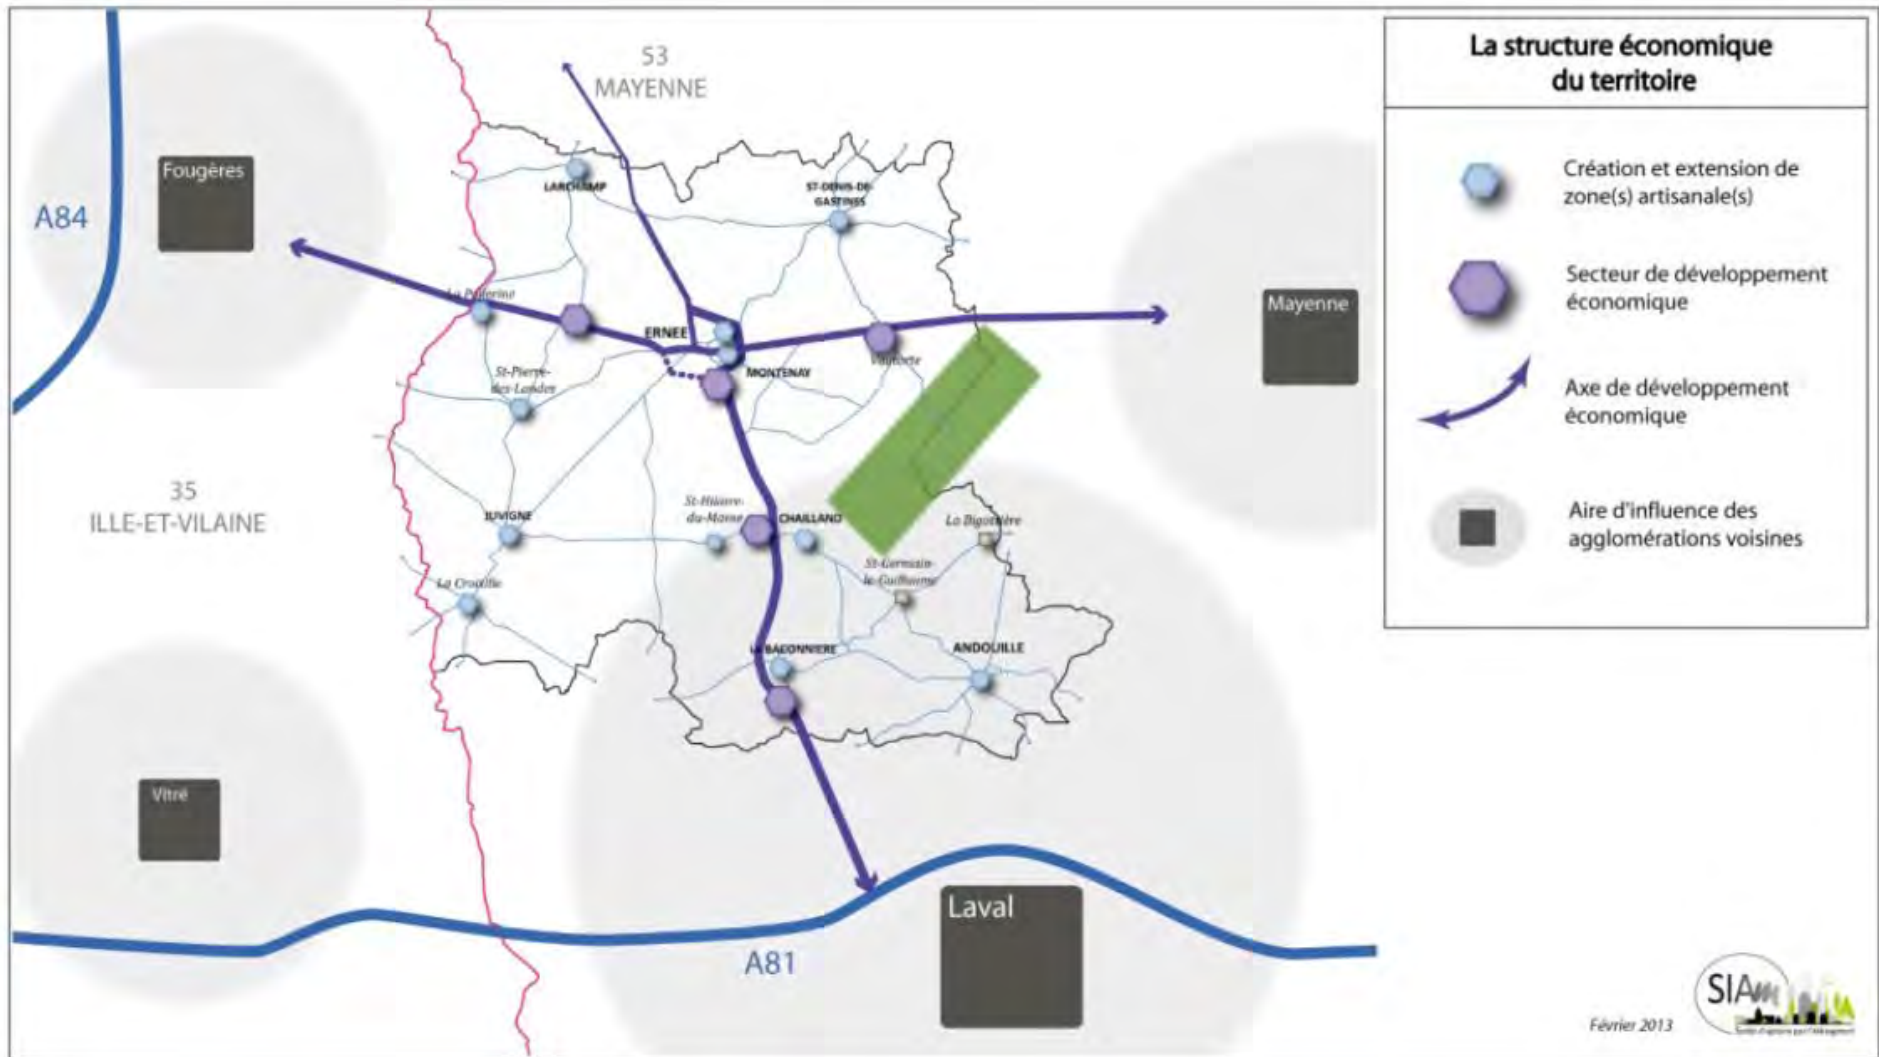 53
MAYENNE
Fougères
A84
LARCHAMP
ST-DENIS-DE-
GASTINES
La Pellerine
ERNEE
Mayenne
MONTENAY
Vautorte
St-Pierre-
des-Landes
35
ILLE-ET-VILAINE
JUVIGNE
St-Hilaire-
du-Maine
CHAILLAND
La Bigottière
St-Germain-
le-Guillaume
La Croixille
LA BACONNIERE
ANDOUILLE
Vitré
Laval
A81
La structure économique
du territoire
Création et extension de
zone(s) artisanale(s)
Secteur de développement
économique
Axe de développement
économique
Aire d'influence des
agglomérations voisines
Février 2013
SIAm